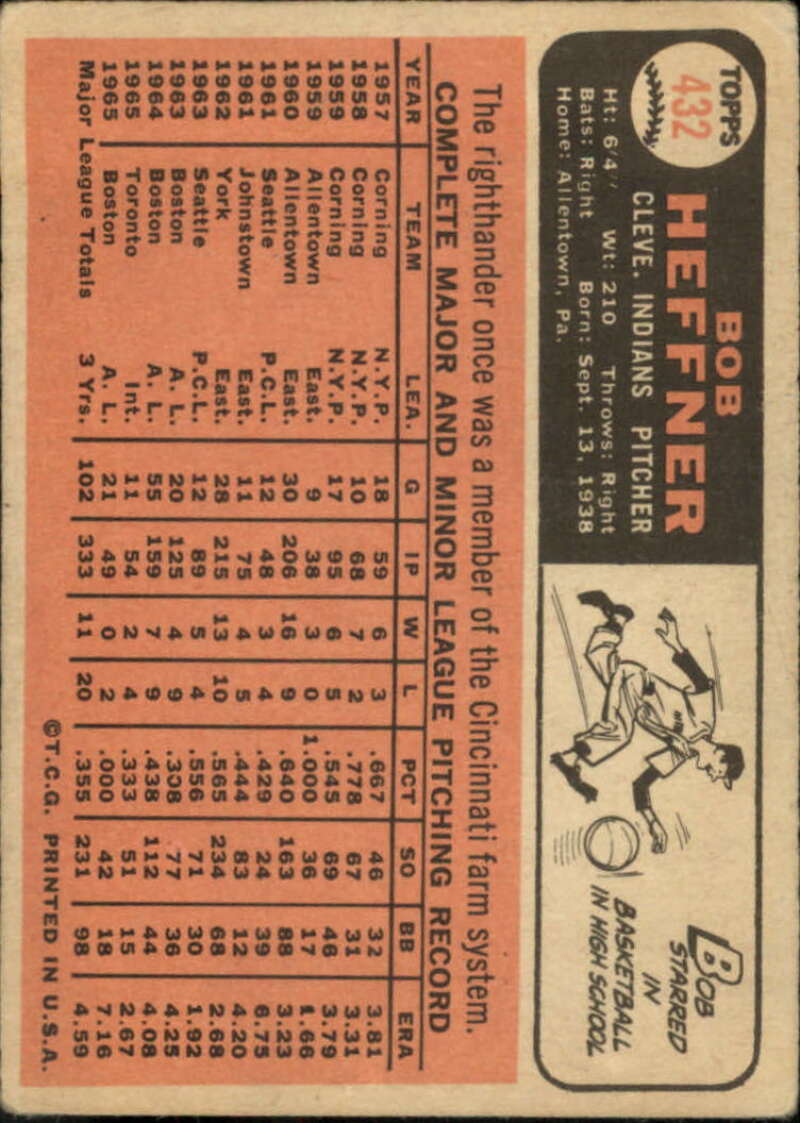 TOPPS
432
BOB
HEFFNER
CLEVE. INDIANS PITCHER
Ht: 6'4" Wt: 210 Throws: Right
Bats: Right Born: Sept. 13, 1938
Home: Allentown, Pa.
BOB
STARRED
IN
BASKETBALL
IN HIGH SCHOOL
The righthander once was a member of the Cincinnati farm system.
COMPLETE MAJOR AND MINOR LEAGUE PITCHING RECORD
YEAR TEAM LEA. G IP W L PCT SO BB ERA
1957 Corning N.Y.P. 18 59 6 3 .667 46 32 3.81
1958 Corning N.Y.P. 10 68 7 2 .778 67 31 3.31
1959 Corning N.Y.P. 17 95 6 5 .545 69 46 3.79
1959 Allentown East. 9 38 3 0 1.000 36 17 1.66
1960 Allentown East. 30 206 16 9 .640 163 88 3.23
1961 Seattle P.C.L. 12 48 3 4 .429 24 39 6.75
1961 Johnstown East. 11 75 4 5 .444 83 12 4.20
1962 York East. 28 215 13 10 .565 234 68 2.68
1963 Seattle P.C.L. 12 89 5 4 .556 71 30 1.92
1963 Boston A. L. 20 125 4 9 .308 77 36 4.25
1964 Boston A. L. 55 159 7 9 .438 112 44 4.08
1965 Toronto Int. 11 54 2 4 .333 51 15 2.67
1965 Boston A. L. 21 49 0 2 .000 42 18 7.16
Major League Totals 3 Yrs. 102 333 11 20 .355 231 98 4.59
©T.C.G. PRINTED IN U.S.A.